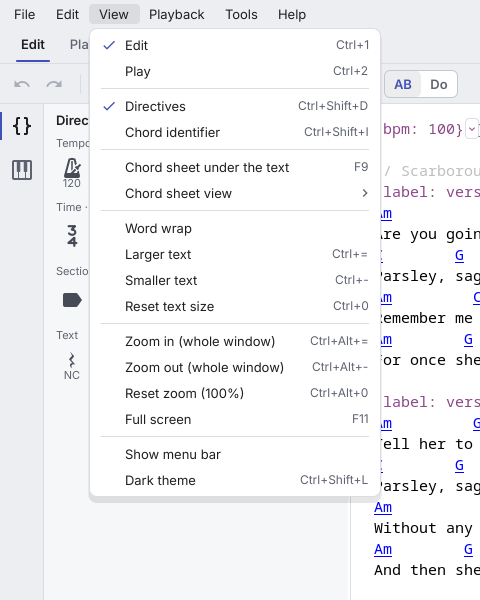 File Edit View Playback Tools Help
Edit
AB Do
Edit Ctrl+1
Play Ctrl+2
Directives Ctrl+Shift+D
Chord identifier Ctrl+Shift+I
Chord sheet under the text F9
Chord sheet view
Word wrap
Larger text Ctrl+=
Smaller text Ctrl+-
Reset text size Ctrl+0
Zoom in (whole window) Ctrl+Alt+=
Zoom out (whole window) Ctrl+Alt+-
Reset zoom (100%) Ctrl+Alt+0
Full screen F11
Show menu bar
Dark theme Ctrl+Shift+L
{}
120
Time
3
4
Text
NC
bpm: 100}
/ Scarborou
label: vers
Am
Are you goin
G
Parsley, sag
Am
Remember me
Am G
For once she
label: vers
Am G
Tell her to
G
Parsley, sag
Am
Without any
Am G
And then she